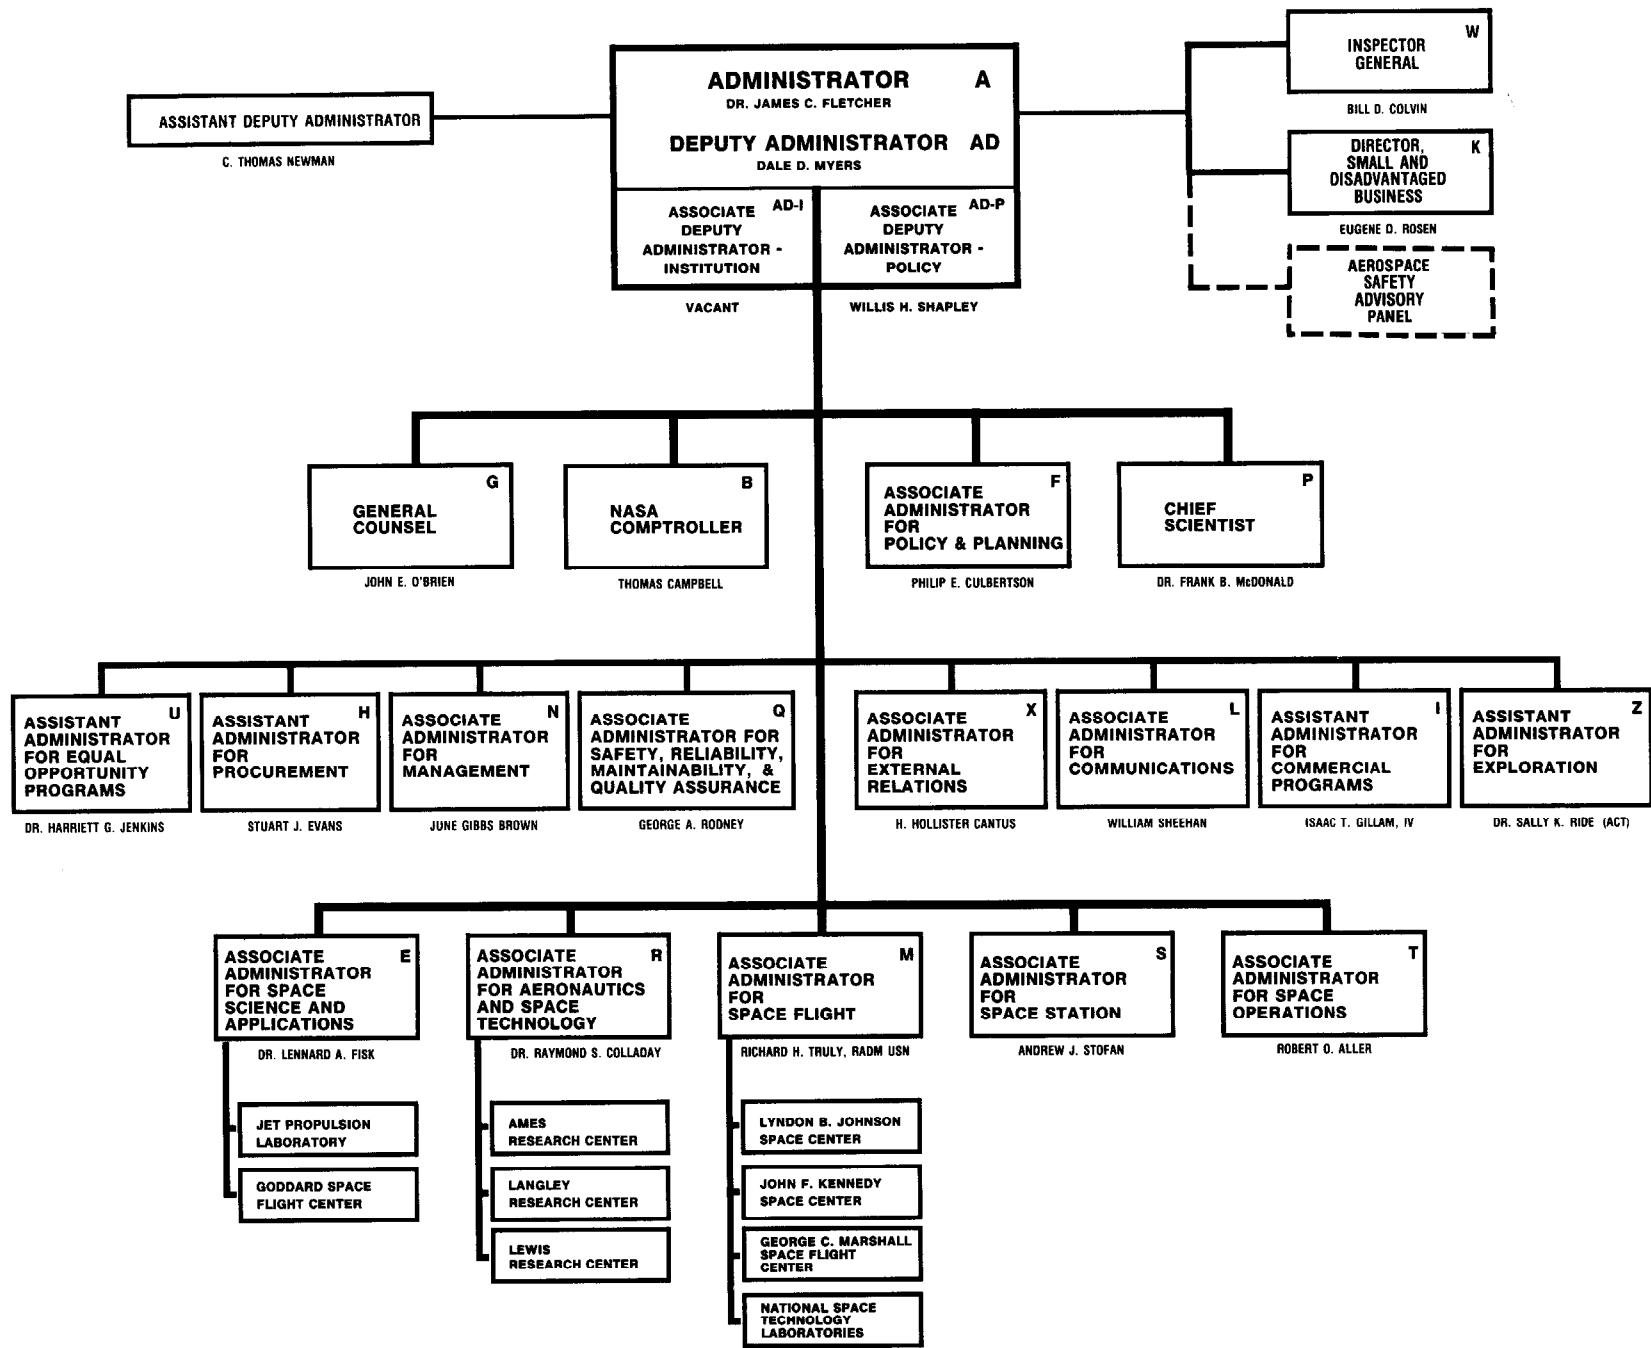 ADMINISTRATOR A
DR. JAMES C. FLETCHER
DEPUTY ADMINISTRATOR AD
DALE D. MYERS
ASSOCIATE AD-I
DEPUTY
ADMINISTRATOR -
INSTITUTION
VACANT
ASSOCIATE AD-P
DEPUTY
ADMINISTRATOR -
POLICY
WILLIS H. SHAPLEY
ASSISTANT DEPUTY ADMINISTRATOR
C. THOMAS NEWMAN
W
INSPECTOR
GENERAL
BILL D. COLVIN
DIRECTOR, K
SMALL AND
DISADVANTAGED
BUSINESS
EUGENE D. ROSEN
AEROSPACE
SAFETY
ADVISORY
PANEL
G
GENERAL
COUNSEL
JOHN E. O'BRIEN
B
NASA
COMPTROLLER
THOMAS CAMPBELL
F
ASSOCIATE
ADMINISTRATOR
FOR
POLICY & PLANNING
PHILIP E. CULBERTSON
P
CHIEF
SCIENTIST
DR. FRANK B. McDONALD
ASSISTANT U
ADMINISTRATOR
FOR EQUAL
OPPORTUNITY
PROGRAMS
DR. HARRIETT G. JENKINS
ASSISTANT H
ADMINISTRATOR
FOR
PROCUREMENT
STUART J. EVANS
ASSOCIATE N
ADMINISTRATOR
FOR
MANAGEMENT
JUNE GIBBS BROWN
ASSOCIATE Q
ADMINISTRATOR FOR
SAFETY, RELIABILITY,
MAINTAINABILITY, &
QUALITY ASSURANCE
GEORGE A. RODNEY
ASSOCIATE X
ADMINISTRATOR
FOR
EXTERNAL
RELATIONS
H. HOLLISTER CANTUS
ASSOCIATE L
ADMINISTRATOR
FOR
COMMUNICATIONS
WILLIAM SHEEHAN
ASSISTANT I
ADMINISTRATOR
FOR
COMMERCIAL
PROGRAMS
ISAAC T. GILLAM, IV
ASSISTANT Z
ADMINISTRATOR
FOR
EXPLORATION
DR. SALLY K. RIDE (ACT)
ASSOCIATE E
ADMINISTRATOR
FOR SPACE
SCIENCE AND
APPLICATIONS
DR. LENNARD A. FISK
JET PROPULSION
LABORATORY
GODDARD SPACE
FLIGHT CENTER
ASSOCIATE R
ADMINISTRATOR
FOR AERONAUTICS
AND SPACE
TECHNOLOGY
DR. RAYMOND S. COLLADAY
AMES
RESEARCH CENTER
LANGLEY
RESEARCH CENTER
LEWIS
RESEARCH CENTER
ASSOCIATE M
ADMINISTRATOR
FOR
SPACE FLIGHT
RICHARD H. TRULY, RADM USN
LYNDON B. JOHNSON
SPACE CENTER
JOHN F. KENNEDY
SPACE CENTER
GEORGE C. MARSHALL
SPACE FLIGHT
CENTER
NATIONAL SPACE
TECHNOLOGY
LABORATORIES
ASSOCIATE S
ADMINISTRATOR
FOR
SPACE STATION
ANDREW J. STOFAN
ASSOCIATE T
ADMINISTRATOR
FOR SPACE
OPERATIONS
ROBERT O. ALLER